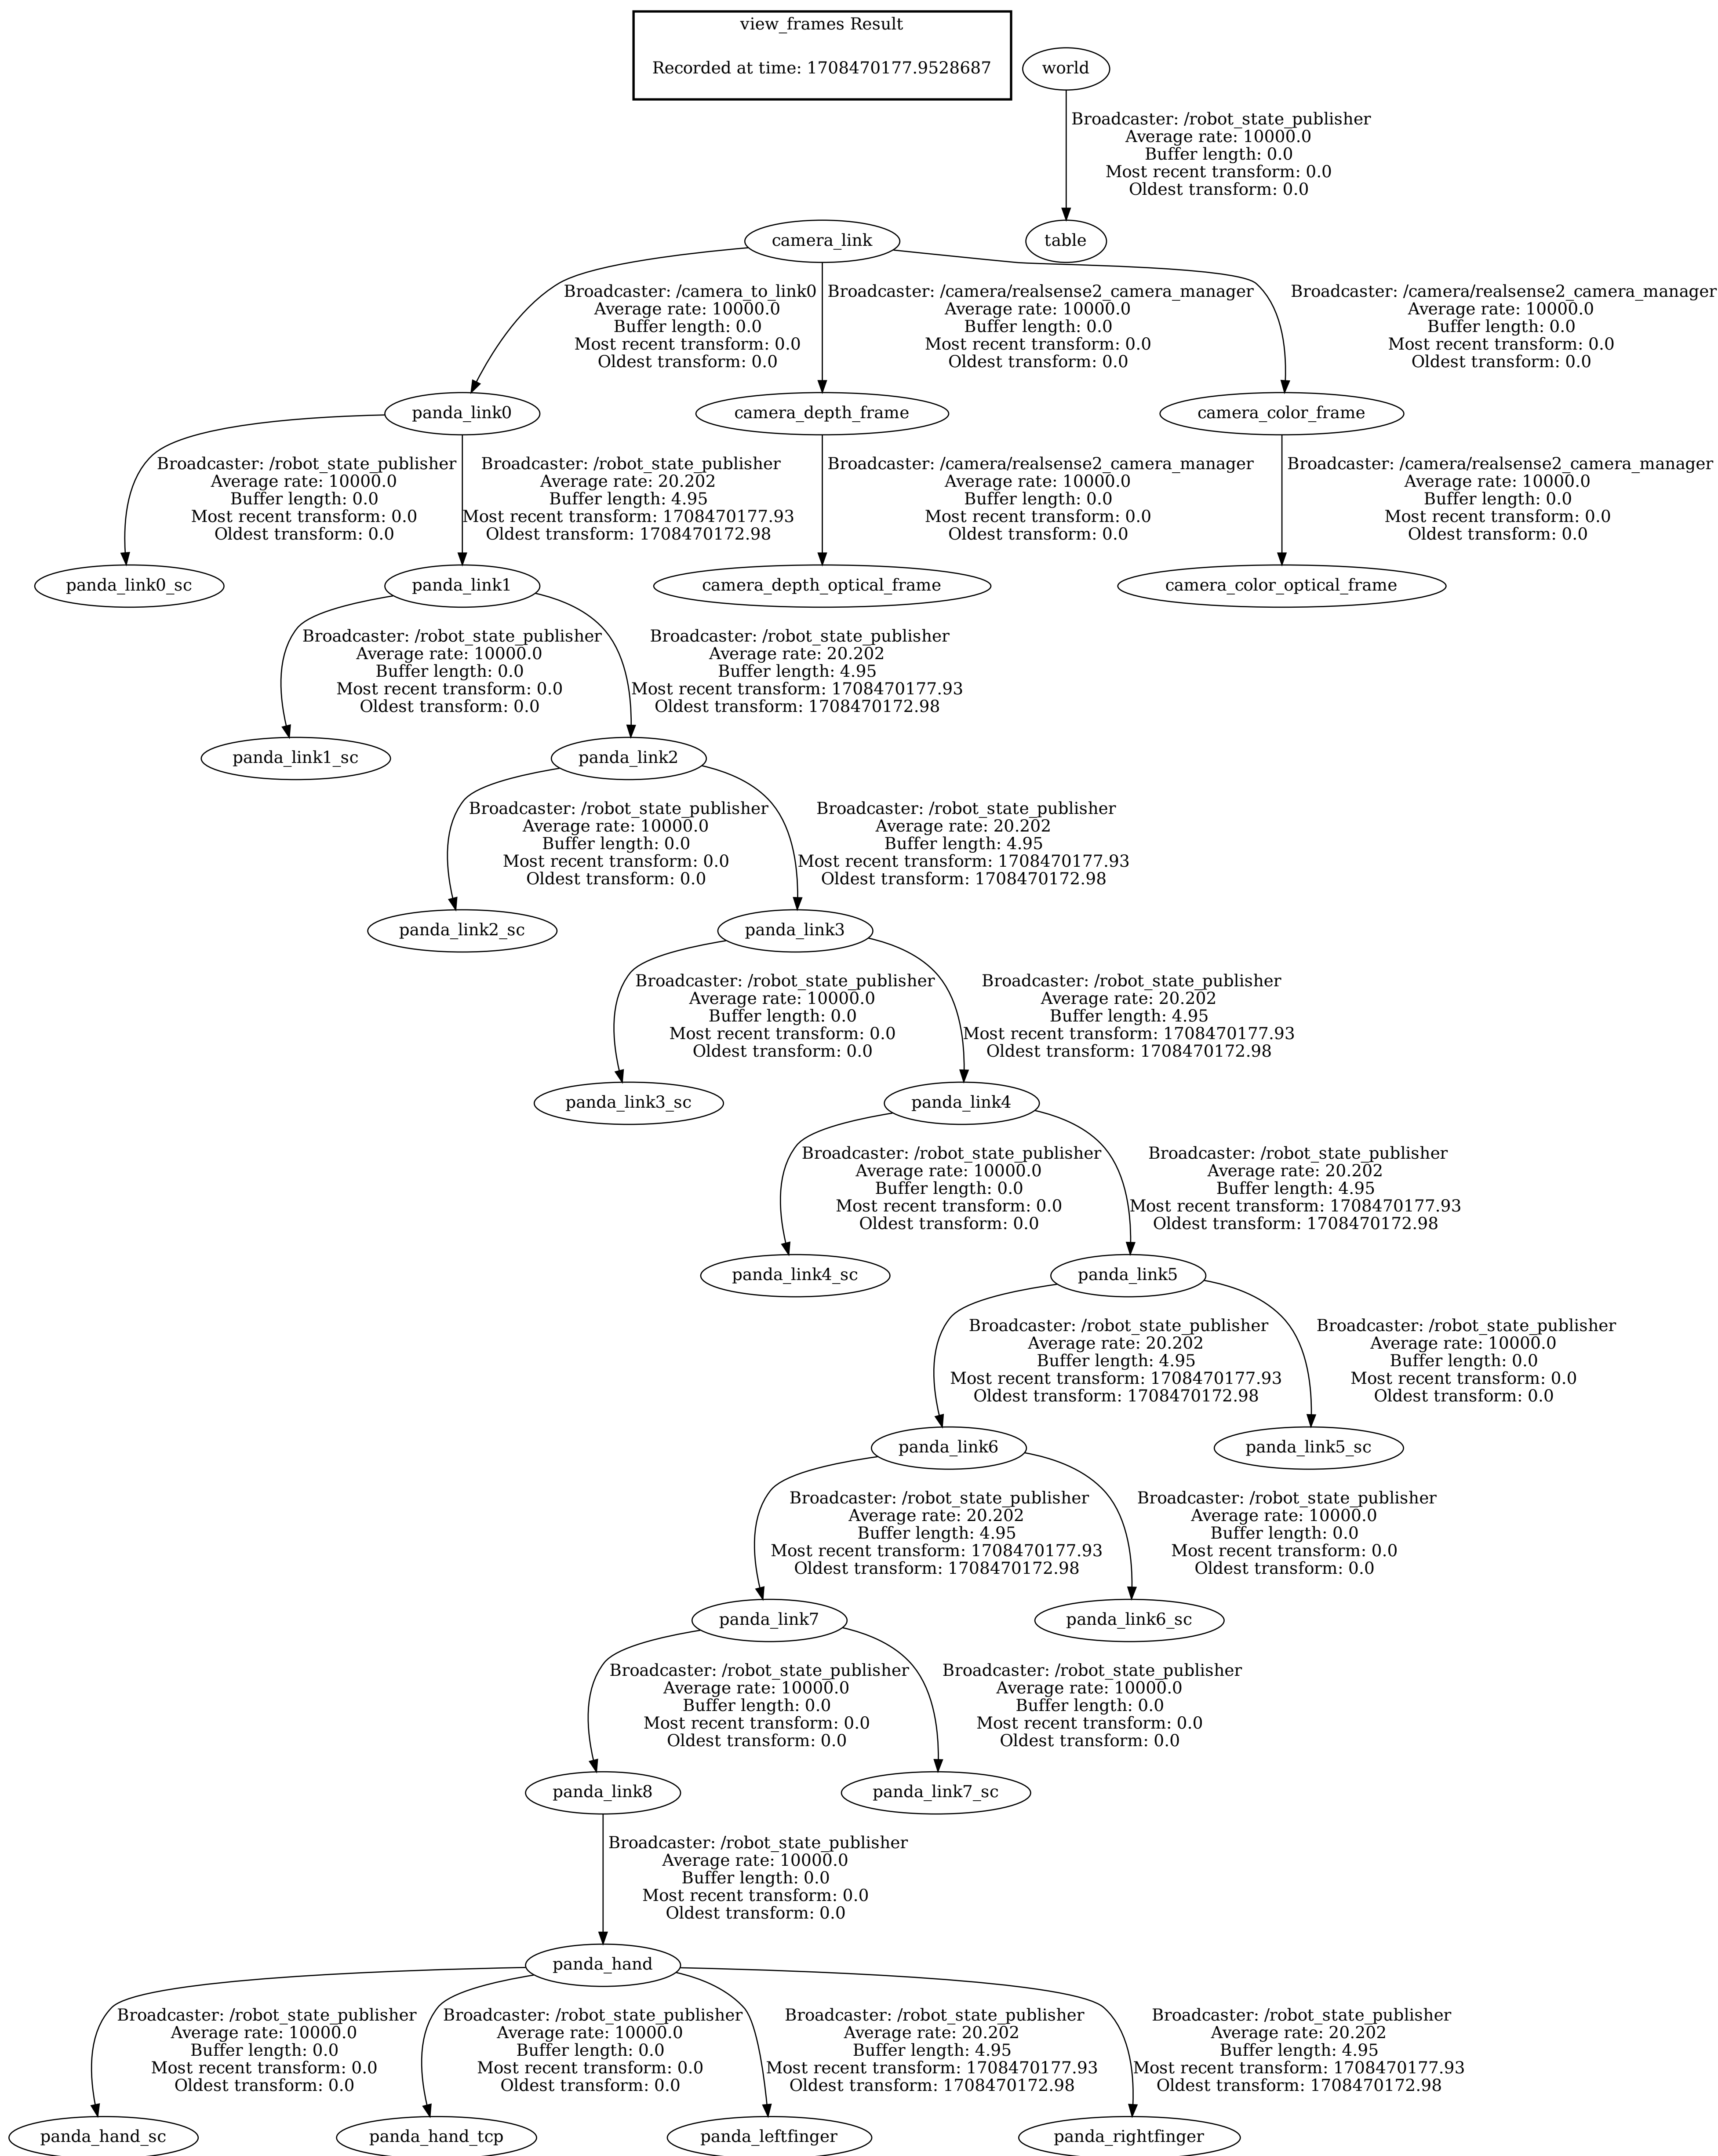 view_frames Result
Recorded at time: 1708470177.9528687
world
Broadcaster: /robot_state_publisher
Average rate: 10000.0
Buffer length: 0.0
Most recent transform: 0.0
Oldest transform: 0.0
camera_link
table
Broadcaster: /camera_to_link0
Average rate: 10000.0
Buffer length: 0.0
Most recent transform: 0.0
Oldest transform: 0.0
Broadcaster: /camera/realsense2_camera_manager
Average rate: 10000.0
Buffer length: 0.0
Most recent transform: 0.0
Oldest transform: 0.0
Broadcaster: /camera/realsense2_camera_manager
Average rate: 10000.0
Buffer length: 0.0
Most recent transform: 0.0
Oldest transform: 0.0
panda_link0
camera_depth_frame
camera_color_frame
Broadcaster: /robot_state_publisher
Average rate: 10000.0
Buffer length: 0.0
Most recent transform: 0.0
Oldest transform: 0.0
Broadcaster: /robot_state_publisher
Average rate: 20.202
Buffer length: 4.95
Most recent transform: 1708470177.93
Oldest transform: 1708470172.98
Broadcaster: /camera/realsense2_camera_manager
Average rate: 10000.0
Buffer length: 0.0
Most recent transform: 0.0
Oldest transform: 0.0
Broadcaster: /camera/realsense2_camera_manager
Average rate: 10000.0
Buffer length: 0.0
Most recent transform: 0.0
Oldest transform: 0.0
panda_link0_sc
panda_link1
camera_depth_optical_frame
camera_color_optical_frame
Broadcaster: /robot_state_publisher
Average rate: 10000.0
Buffer length: 0.0
Most recent transform: 0.0
Oldest transform: 0.0
Broadcaster: /robot_state_publisher
Average rate: 20.202
Buffer length: 4.95
Most recent transform: 1708470177.93
Oldest transform: 1708470172.98
panda_link1_sc
panda_link2
Broadcaster: /robot_state_publisher
Average rate: 10000.0
Buffer length: 0.0
Most recent transform: 0.0
Oldest transform: 0.0
Broadcaster: /robot_state_publisher
Average rate: 20.202
Buffer length: 4.95
Most recent transform: 1708470177.93
Oldest transform: 1708470172.98
panda_link2_sc
panda_link3
Broadcaster: /robot_state_publisher
Average rate: 10000.0
Buffer length: 0.0
Most recent transform: 0.0
Oldest transform: 0.0
Broadcaster: /robot_state_publisher
Average rate: 20.202
Buffer length: 4.95
Most recent transform: 1708470177.93
Oldest transform: 1708470172.98
panda_link3_sc
panda_link4
Broadcaster: /robot_state_publisher
Average rate: 10000.0
Buffer length: 0.0
Most recent transform: 0.0
Oldest transform: 0.0
Broadcaster: /robot_state_publisher
Average rate: 20.202
Buffer length: 4.95
Most recent transform: 1708470177.93
Oldest transform: 1708470172.98
panda_link4_sc
panda_link5
Broadcaster: /robot_state_publisher
Average rate: 20.202
Buffer length: 4.95
Most recent transform: 1708470177.93
Oldest transform: 1708470172.98
Broadcaster: /robot_state_publisher
Average rate: 10000.0
Buffer length: 0.0
Most recent transform: 0.0
Oldest transform: 0.0
panda_link6
panda_link5_sc
Broadcaster: /robot_state_publisher
Average rate: 20.202
Buffer length: 4.95
Most recent transform: 1708470177.93
Oldest transform: 1708470172.98
Broadcaster: /robot_state_publisher
Average rate: 10000.0
Buffer length: 0.0
Most recent transform: 0.0
Oldest transform: 0.0
panda_link7
panda_link6_sc
Broadcaster: /robot_state_publisher
Average rate: 10000.0
Buffer length: 0.0
Most recent transform: 0.0
Oldest transform: 0.0
Broadcaster: /robot_state_publisher
Average rate: 10000.0
Buffer length: 0.0
Most recent transform: 0.0
Oldest transform: 0.0
panda_link8
panda_link7_sc
Broadcaster: /robot_state_publisher
Average rate: 10000.0
Buffer length: 0.0
Most recent transform: 0.0
Oldest transform: 0.0
panda_hand
Broadcaster: /robot_state_publisher
Average rate: 10000.0
Buffer length: 0.0
Most recent transform: 0.0
Oldest transform: 0.0
Broadcaster: /robot_state_publisher
Average rate: 10000.0
Buffer length: 0.0
Most recent transform: 0.0
Oldest transform: 0.0
Broadcaster: /robot_state_publisher
Average rate: 20.202
Buffer length: 4.95
Most recent transform: 1708470177.93
Oldest transform: 1708470172.98
Broadcaster: /robot_state_publisher
Average rate: 20.202
Buffer length: 4.95
Most recent transform: 1708470177.93
Oldest transform: 1708470172.98
panda_hand_sc
panda_hand_tcp
panda_leftfinger
panda_rightfinger